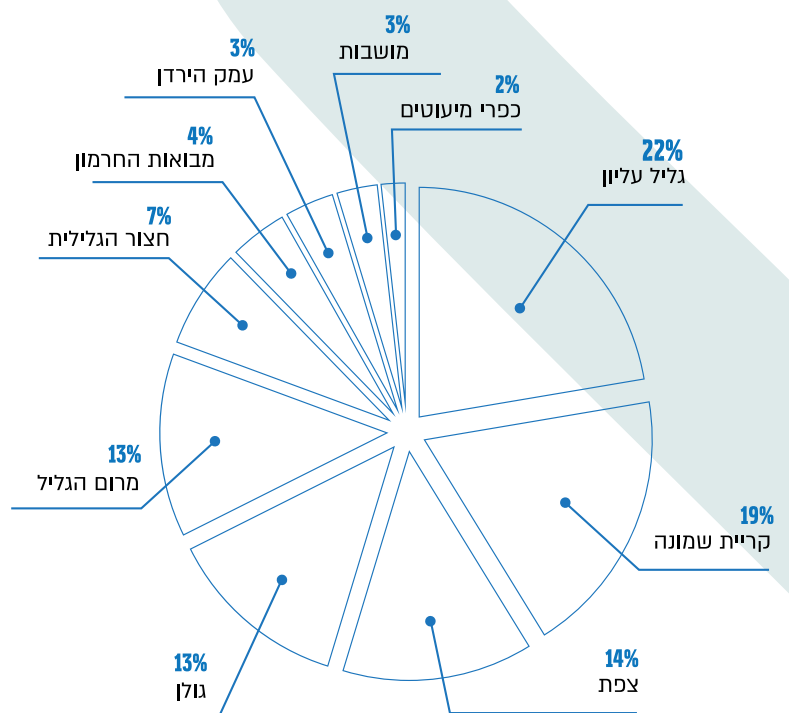 22%
גליל עליון
19%
קריית שמונה
14%
צפת
13%
גולן
13%
מרום הגליל
7%
חצור הגלילית
4%
מבואות החרמון
3%
עמק הירדן
3%
מושבות
2%
כפרי מיעוטים